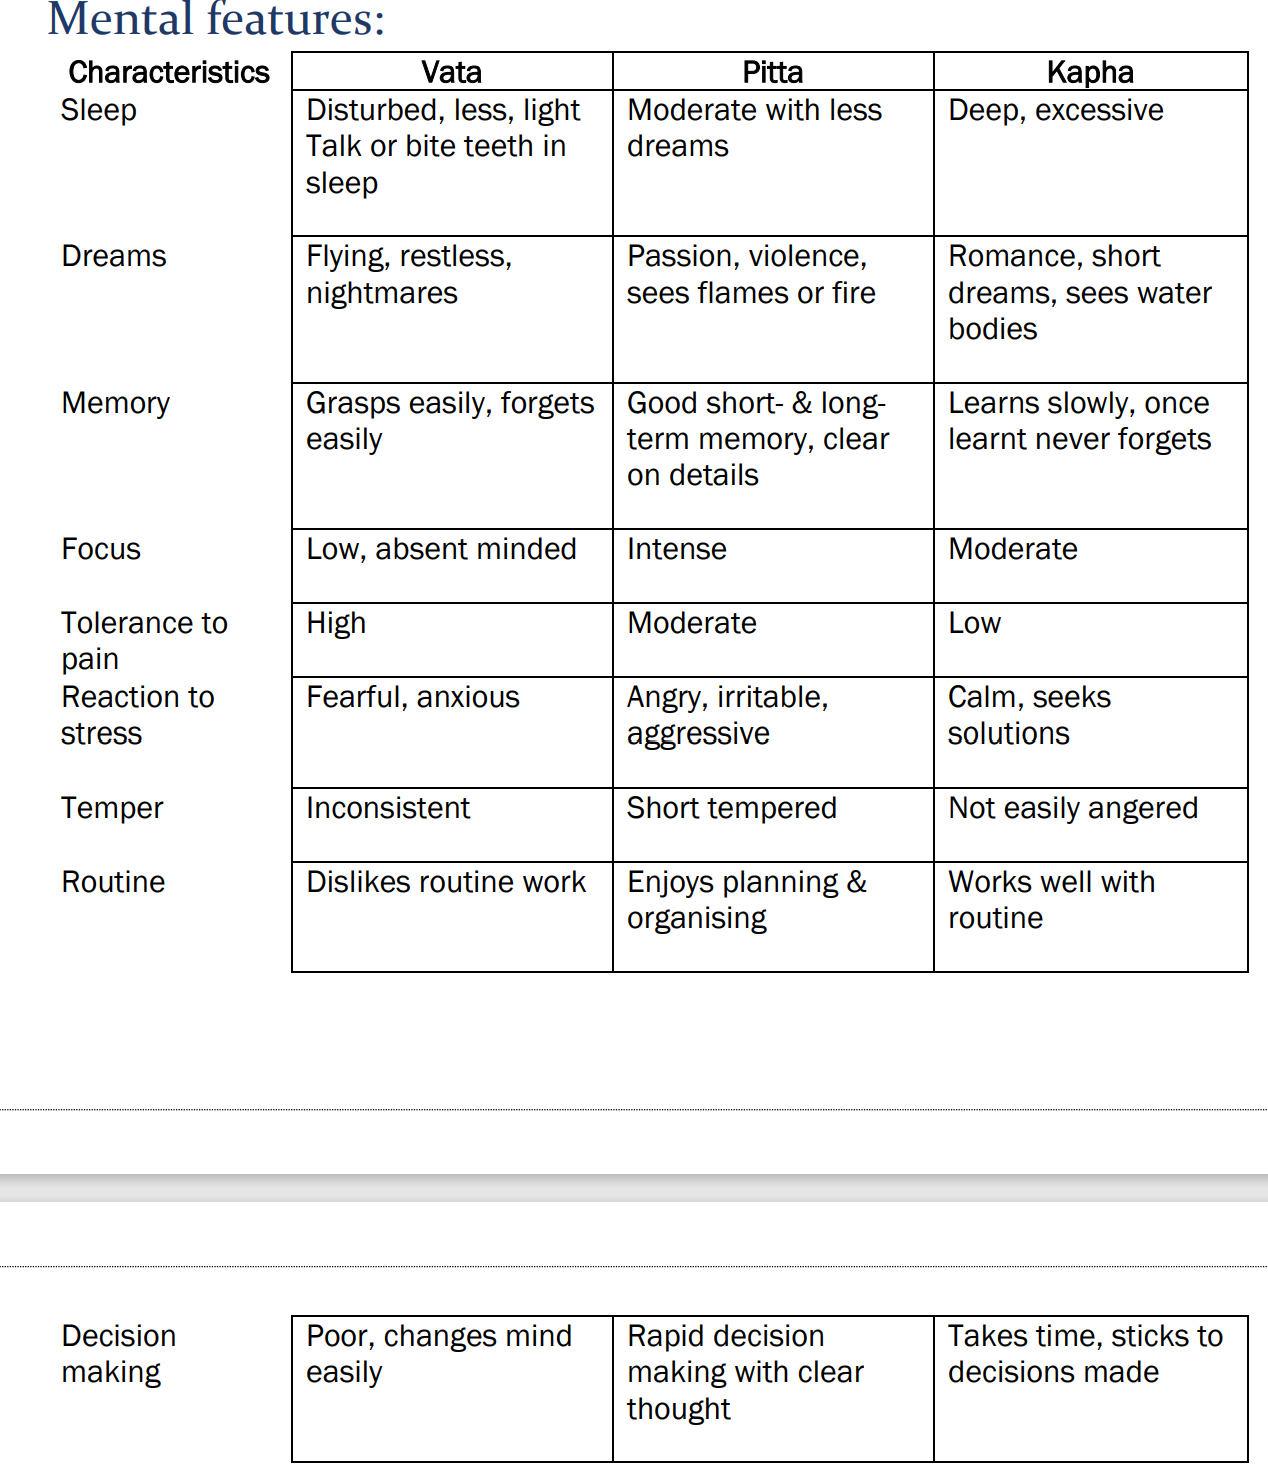 Mental features:
Characteristics Vata Pitta Kapha
Sleep Disturbed, less, light Moderate with less Deep, excessive
Talk or bite teeth in dreams
sleep
Dreams Flying, restless, Passion, violence, Romance, short
nightmares sees flames or fire dreams, sees water
bodies
Memory Grasps easily, forgets Good short- & long- Learns slowly, once
easily term memory, clear learnt never forgets
on details
Focus Low, absent minded Intense Moderate
Tolerance to High Moderate Low
pain
Reaction to Fearful, anxious Angry, irritable, Calm, seeks
stress aggressive solutions
Temper Inconsistent Short tempered Not easily angered
Routine Dislikes routine work Enjoys planning & Works well with
organising routine
Decision Poor, changes mind Rapid decision Takes time, sticks to
making easily making with clear decisions made
thought